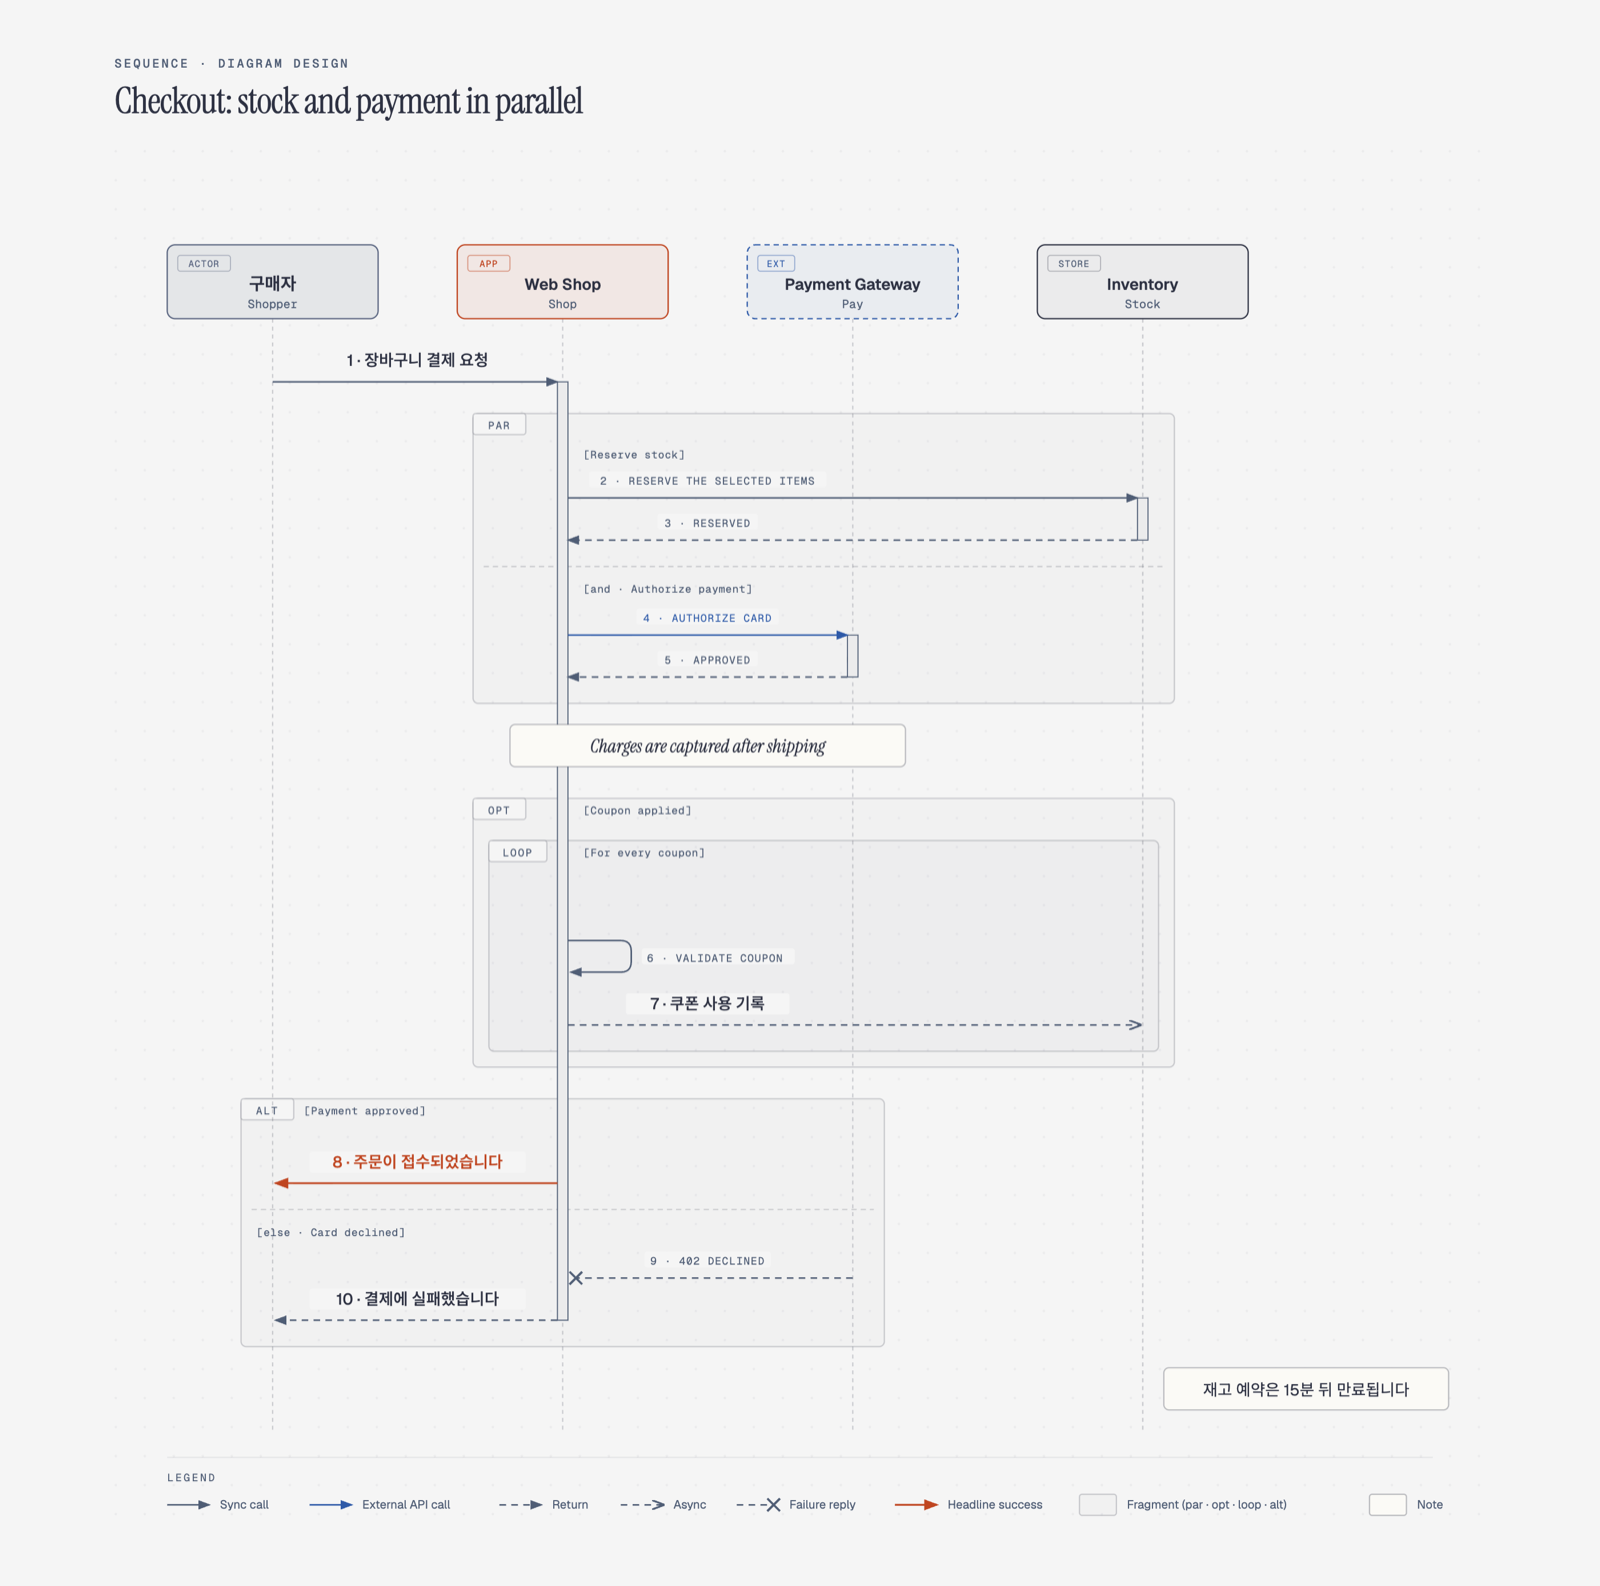 SEQUENCE · DIAGRAM DESIGN
Checkout: stock and payment in parallel
ACTOR
구매자
Shopper
APP
Web Shop
Shop
EXT
Payment Gateway
Pay
STORE
Inventory
Stock
1 · 장바구니 결제 요청
PAR
[Reserve stock]
2 · RESERVE THE SELECTED ITEMS
3 · RESERVED
[and · Authorize payment]
4 · AUTHORIZE CARD
5 · APPROVED
Charges are captured after shipping
OPT
[Coupon applied]
LOOP
[For every coupon]
6 · VALIDATE COUPON
7 · 쿠폰 사용 기록
ALT
[Payment approved]
8 · 주문이 접수되었습니다
[else · Card declined]
9 · 402 DECLINED
10 · 결제에 실패했습니다
재고 예약은 15분 뒤 만료됩니다
LEGEND
Sync call
External API call
Return
Async
Failure reply
Headline success
Fragment (par · opt · loop · alt)
Note